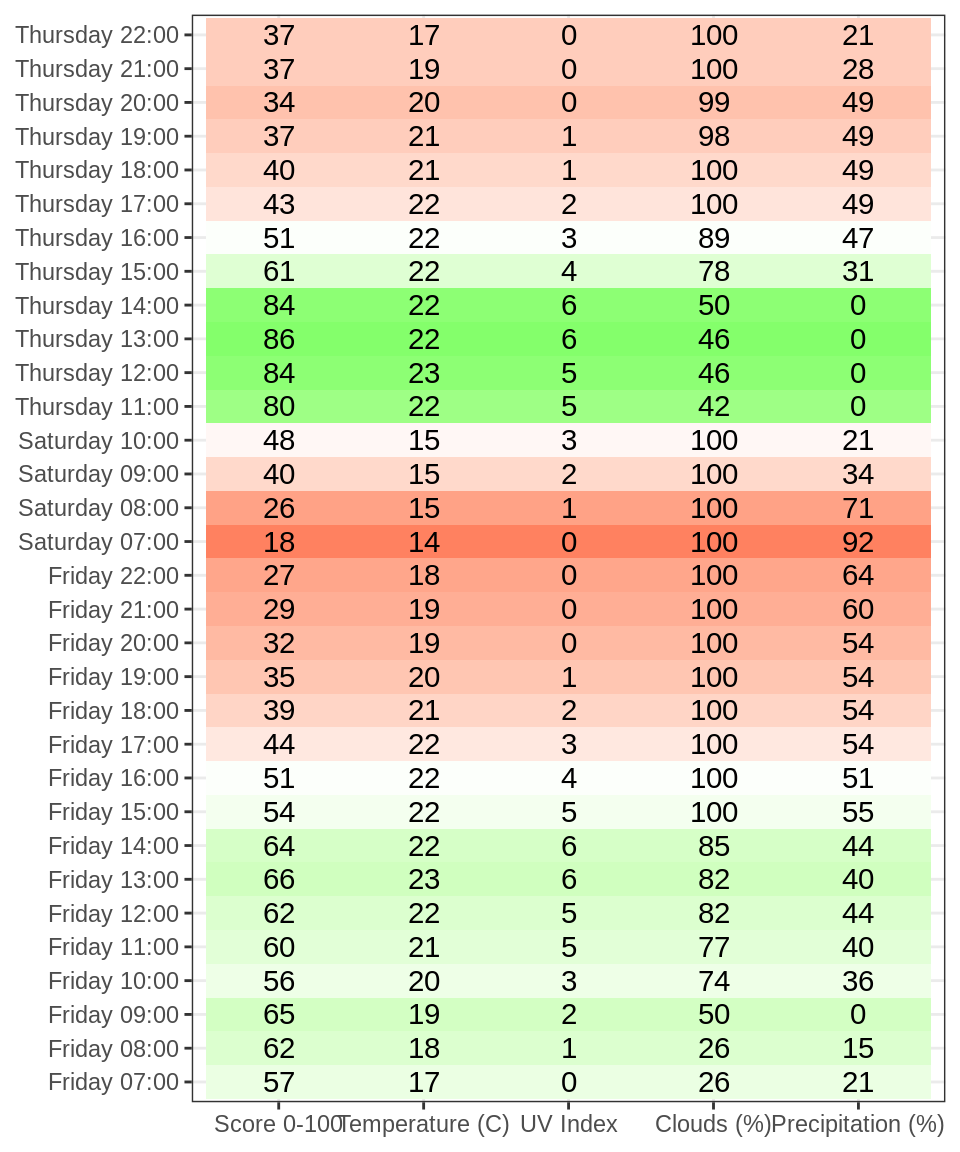 Thursday 22:00 37 17 0 100 21
Thursday 21:00 37 19 0 100 28
Thursday 20:00 34 20 0 99 49
Thursday 19:00 37 21 1 98 49
Thursday 18:00 40 21 1 100 49
Thursday 17:00 43 22 2 100 49
Thursday 16:00 51 22 3 89 47
Thursday 15:00 61 22 4 78 31
Thursday 14:00 84 22 6 50 0
Thursday 13:00 86 22 6 46 0
Thursday 12:00 84 23 5 46 0
Thursday 11:00 80 22 5 42 0
Saturday 10:00 48 15 3 100 21
Saturday 09:00 40 15 2 100 34
Saturday 08:00 26 15 1 100 71
Saturday 07:00 18 14 0 100 92
Friday 22:00 27 18 0 100 64
Friday 21:00 29 19 0 100 60
Friday 20:00 32 19 0 100 54
Friday 19:00 35 20 1 100 54
Friday 18:00 39 21 2 100 54
Friday 17:00 44 22 3 100 54
Friday 16:00 51 22 4 100 51
Friday 15:00 54 22 5 100 55
Friday 14:00 64 22 6 85 44
Friday 13:00 66 23 6 82 40
Friday 12:00 62 22 5 82 44
Friday 11:00 60 21 5 77 40
Friday 10:00 56 20 3 74 36
Friday 09:00 65 19 2 50 0
Friday 08:00 62 18 1 26 15
Friday 07:00 57 17 0 26 21
Score 0-100 Temperature (C) UV Index Clouds (%) Precipitation (%)